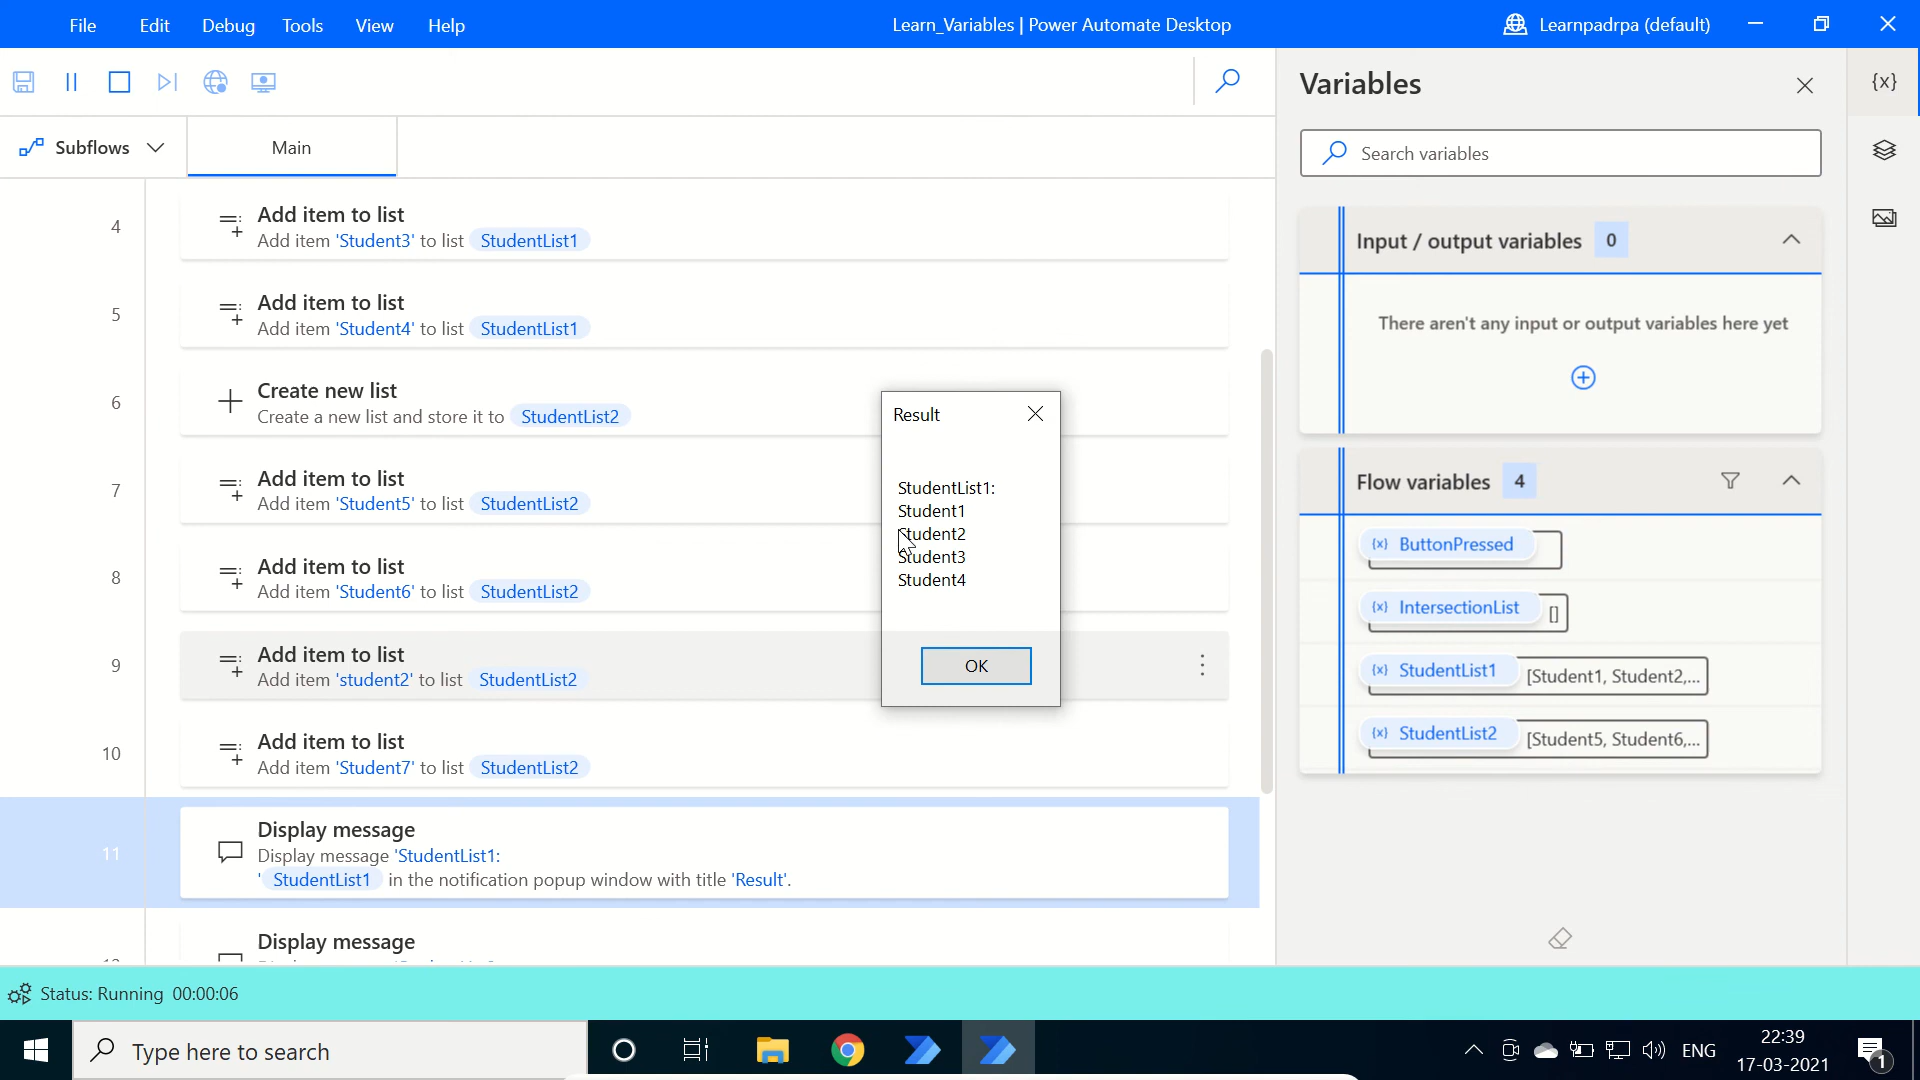 File Edit Debug Tools View Help
Learn_Variables | Power Automate Desktop
Learnpadrpa (default)
Subflows
Main
4
Add item to list
Add item 'Student3' to list StudentList1
5
Add item to list
Add item 'Student4' to list StudentList1
6
Create new list
Create a new list and store it to StudentList2
7
Add item to list
Add item 'Student5' to list StudentList2
8
Add item to list
Add item 'Student6' to list StudentList2
9
Add item to list
Add item 'student2' to list StudentList2
10
Add item to list
Add item 'Student7' to list StudentList2
11
Display message
Display message 'StudentList1:
' StudentList1 in the notification popup window with title 'Result'.
Display message
Result
StudentList1:
Student1
Student2
Student3
Student4
OK
Variables
{x}
Search variables
Input / output variables 0
There aren't any input or output variables here yet
Flow variables 4
{x} ButtonPressed
{x} IntersectionList []
{x} StudentList1 [Student1, Student2,...
{x} StudentList2 [Student5, Student6,...
Status: Running 00:00:06
Type here to search
ENG
22:39
17-03-2021
1